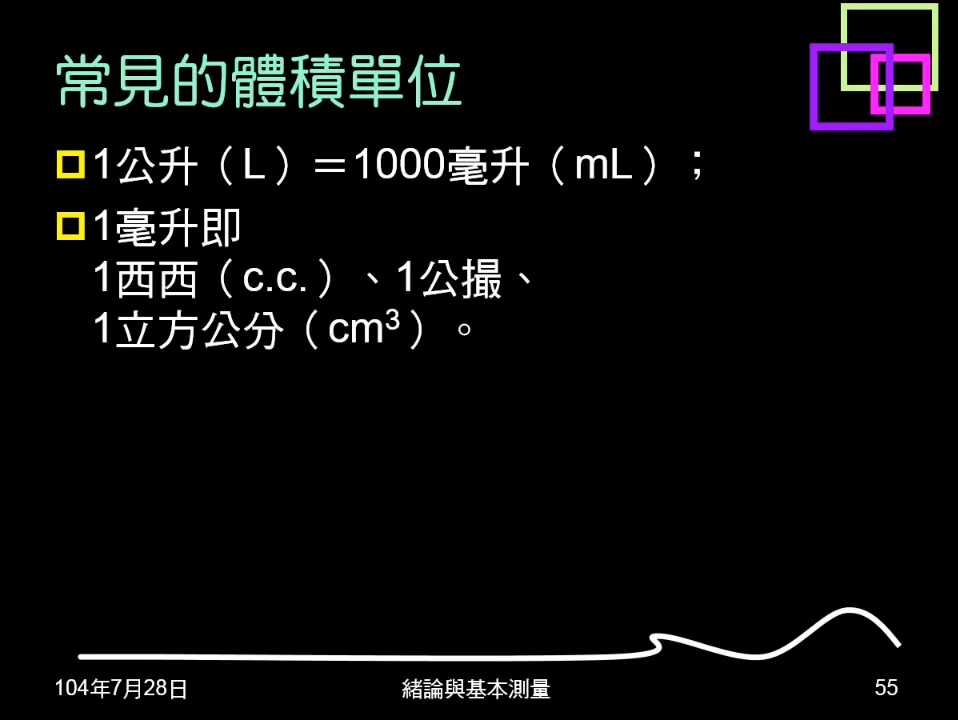 常見的體積單位
1公升（L）＝1000毫升（mL）；
1毫升即
1西西（c.c.）、1公撮、
1立方公分（cm³）。
104年7月28日
緒論與基本測量
55